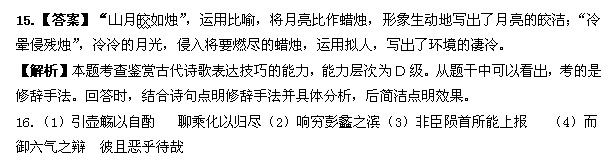 15.【答案】“山月皎如烛”，运用比喻，将月亮比作蜡烛，形象生动地写出了月亮的皎洁；“冷
晕侵残烛”，冷冷的月光，侵入将要燃尽的蜡烛，运用拟人，写出了环境的凄冷。
【解析】本题考查鉴赏古代诗歌表达技巧的能力，能力层次为 D 级。从题干中可以看出，考的是
修辞手法。回答时，结合诗句点明修辞手法并具体分析，后简洁点明效果。
16.（1）引壶觞以自酌 聊乘化以归尽（2）响穷彭蠡之滨（3）非臣陨首所能上报 （4）而
御六气之辩 彼且恶乎待哉